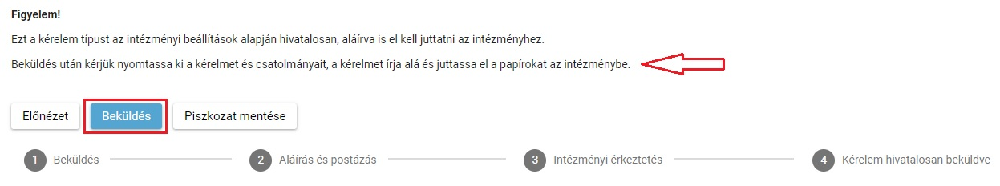 Figyelem!
Ezt a kérelem típust az intézményi beállítások alapján hivatalosan, aláírva is el kell juttatni az intézményhez.
Beküldés után kérjük nyomtassa ki a kérelmet és csatolmányait, a kérelmet írja alá és juttassa el a papírokat az intézménybe.
Előnézet Beküldés Piszkozat mentése
1 Beküldés 2 Aláírás és postázás 3 Intézményi érkeztetés 4 Kérelem hivatalosan beküldve